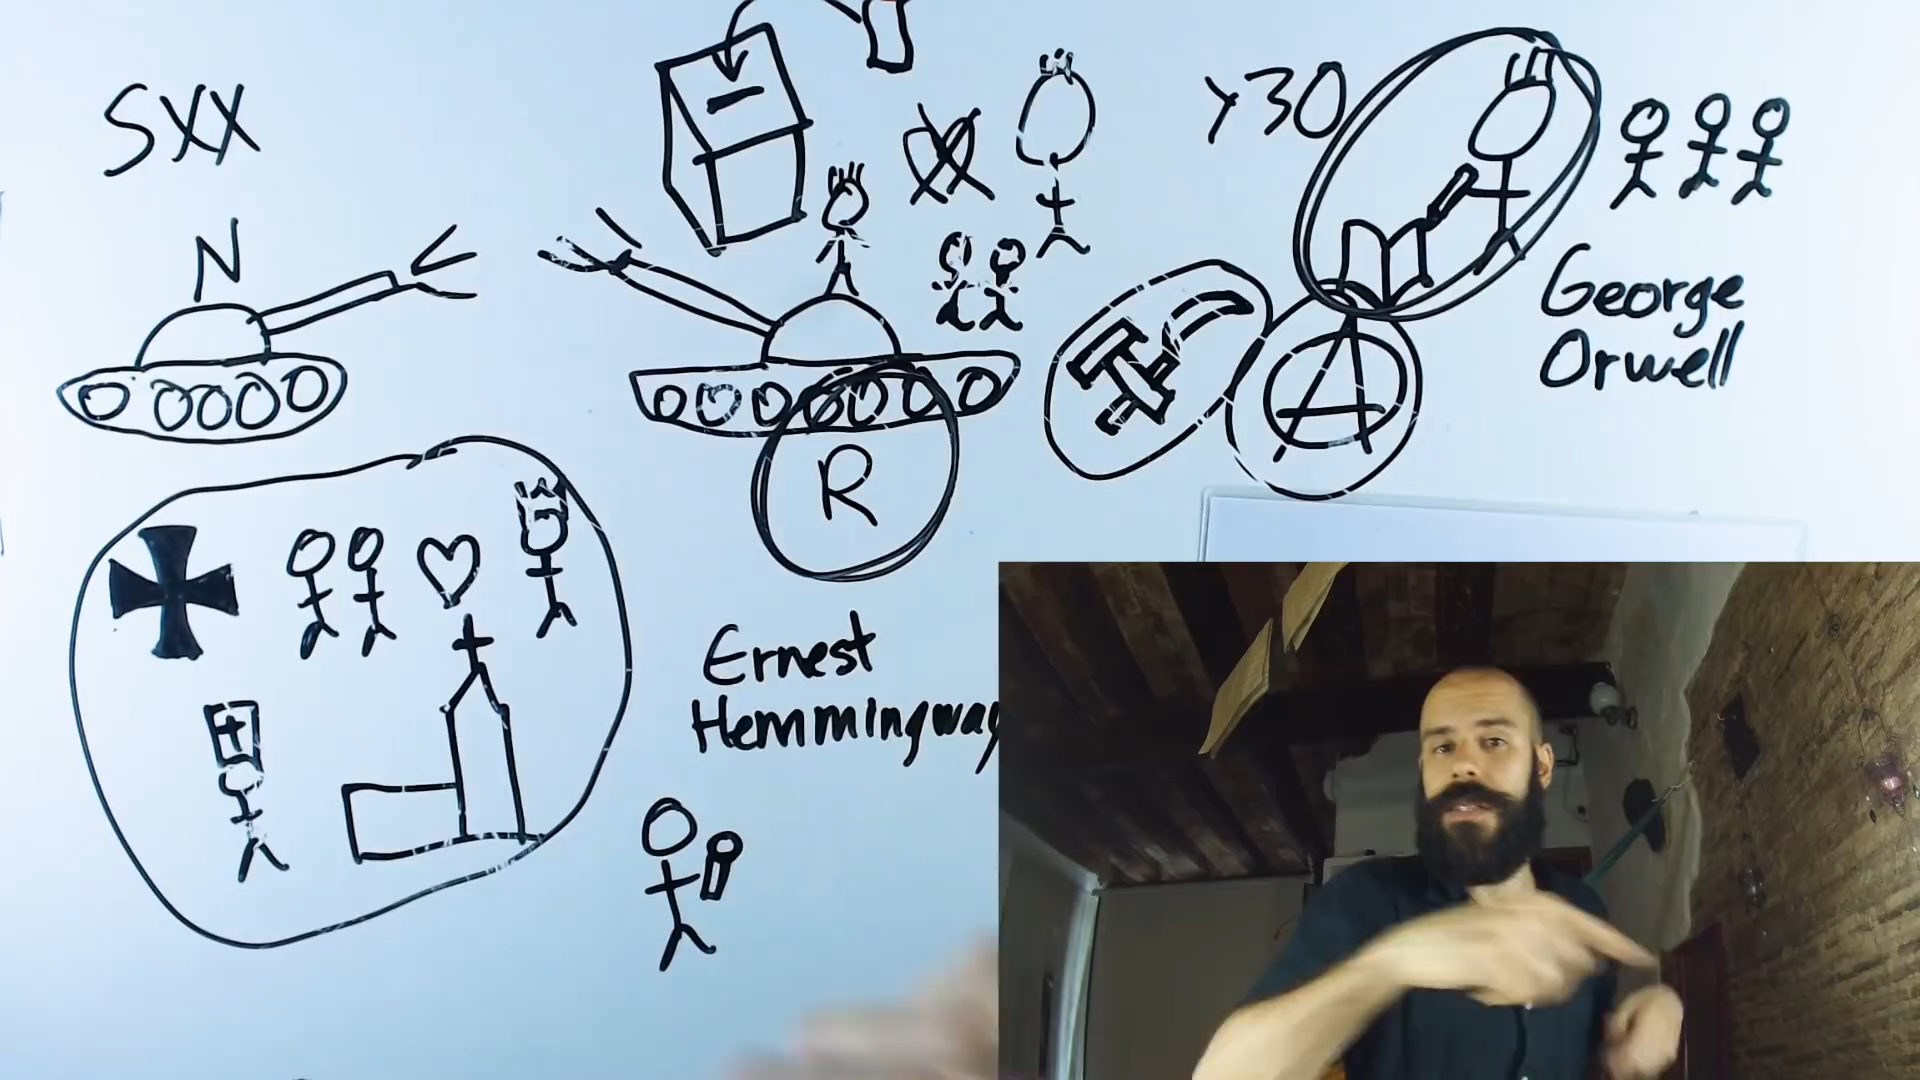 SXX
Y30
N
George
Orwell
A
R
Ernest
Hemmingway